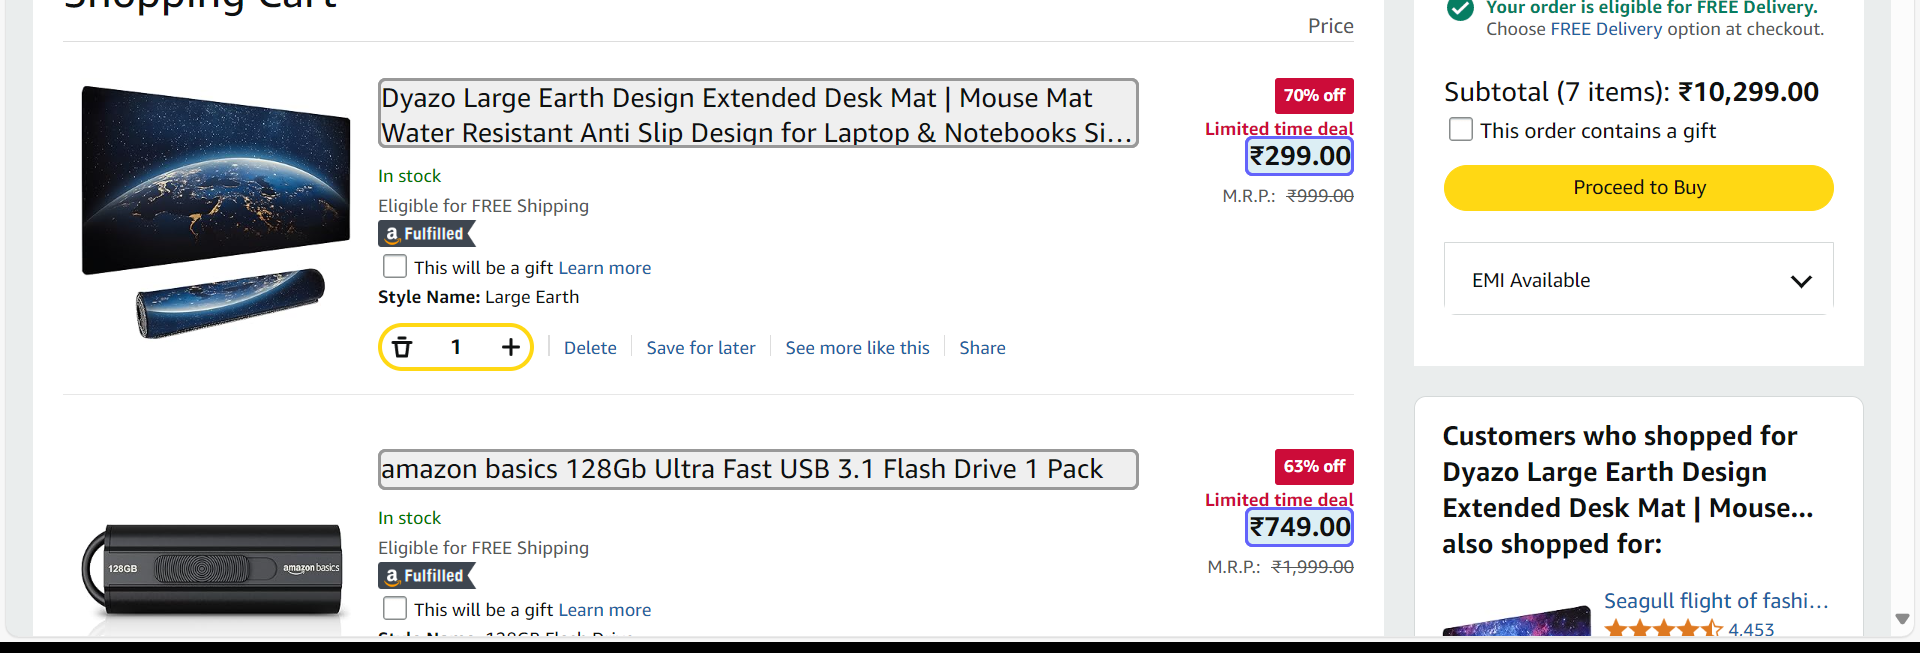 Shopping Cart
Price
Dyazo Large Earth Design Extended Desk Mat | Mouse Mat
Water Resistant Anti Slip Design for Laptop & Notebooks Si...
In stock
Eligible for FREE Shipping
a Fulfilled
This will be a gift Learn more
Style Name: Large Earth
1
Delete
Save for later
See more like this
Share
70% off
Limited time deal
₹299.00
M.R.P.: ₹999.00
amazon basics 128Gb Ultra Fast USB 3.1 Flash Drive 1 Pack
In stock
Eligible for FREE Shipping
a Fulfilled
This will be a gift Learn more
Style Name: 128GB Flash Drive
128GB
amazon basics
63% off
Limited time deal
₹749.00
M.R.P.: ₹1,999.00
Your order is eligible for FREE Delivery.
Choose FREE Delivery option at checkout.
Subtotal (7 items): ₹10,299.00
This order contains a gift
Proceed to Buy
EMI Available
Customers who shopped for
Dyazo Large Earth Design
Extended Desk Mat | Mouse...
also shopped for:
Seagull flight of fashi...
4,453